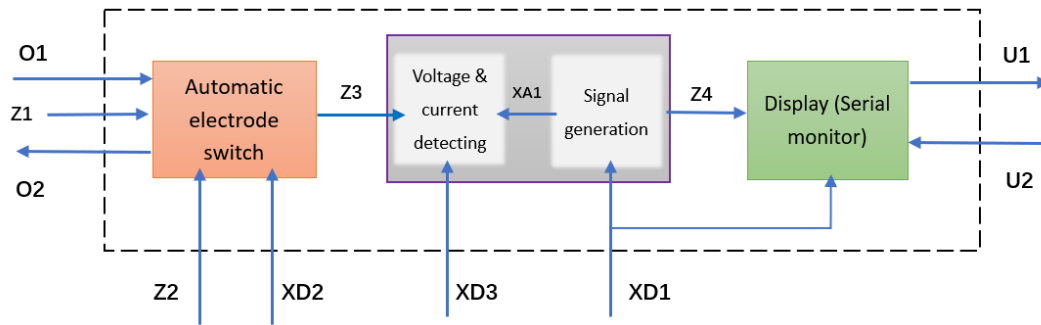 O1
Z1
O2
Automatic
electrode
switch
Z3
Voltage &
current
detecting
XA1
Signal
generation
Z4
Display (Serial
monitor)
U1
U2
Z2
XD2
XD3
XD1